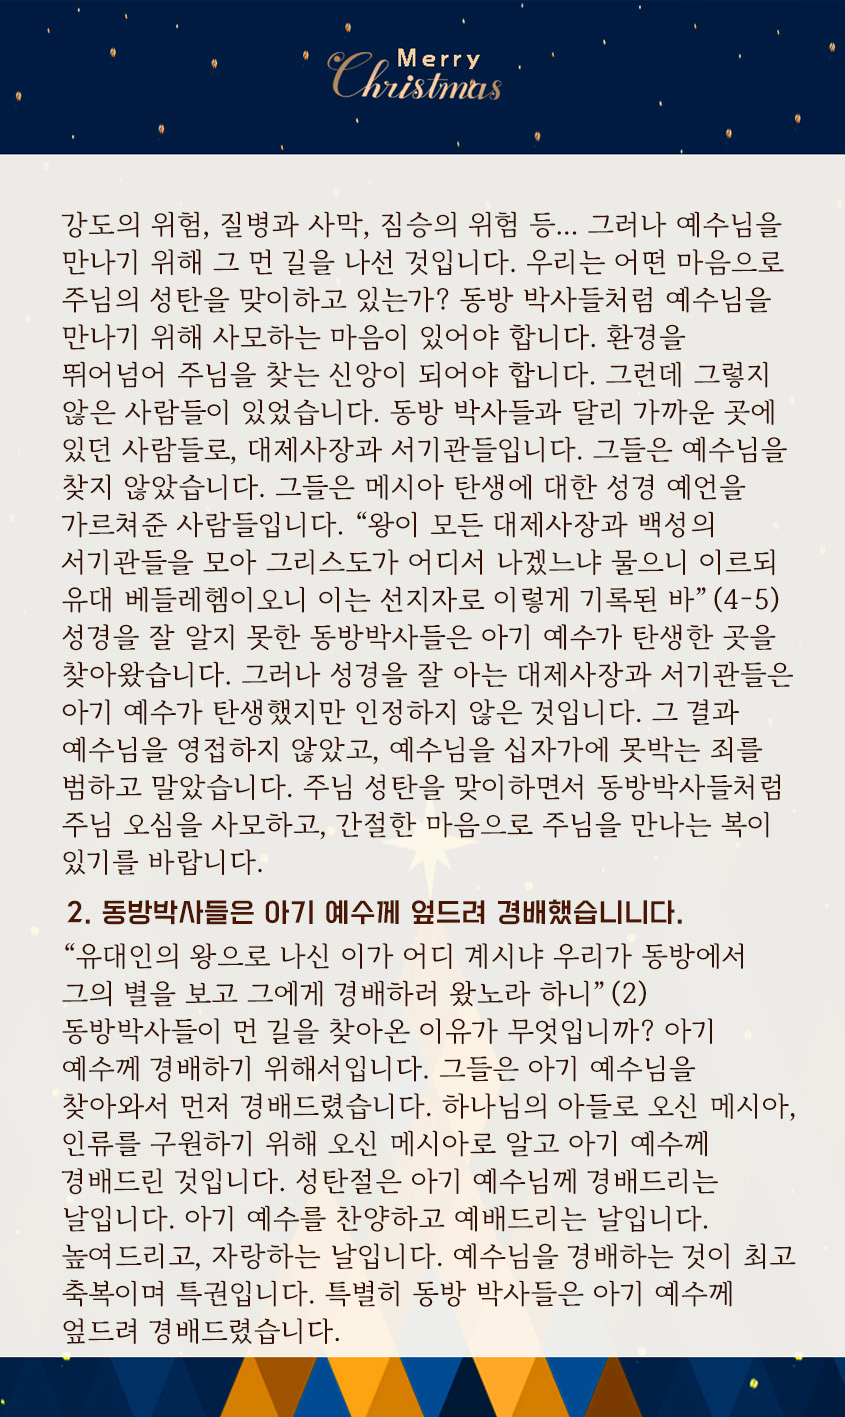 Merry
Christmas
강도의 위험, 질병과 사막, 짐승의 위험 등... 그러나 예수님을
만나기 위해 그 먼 길을 나선 것입니다. 우리는 어떤 마음으로
주님의 성탄을 맞이하고 있는가? 동방 박사들처럼 예수님을
만나기 위해 사모하는 마음이 있어야 합니다. 환경을
뛰어넘어 주님을 찾는 신앙이 되어야 합니다. 그런데 그렇지
않은 사람들이 있었습니다. 동방 박사들과 달리 가까운 곳에
있던 사람들로, 대제사장과 서기관들입니다. 그들은 예수님을
찾지 않았습니다. 그들은 메시아 탄생에 대한 성경 예언을
가르쳐준 사람들입니다. “왕이 모든 대제사장과 백성의
서기관들을 모아 그리스도가 어디서 나겠느냐 물으니 이르되
유대 베들레헴이오니 이는 선지자로 이렇게 기록된 바” (4-5)
성경을 잘 알지 못한 동방박사들은 아기 예수가 탄생한 곳을
찾아왔습니다. 그러나 성경을 잘 아는 대제사장과 서기관들은
아기 예수가 탄생했지만 인정하지 않은 것입니다. 그 결과
예수님을 영접하지 않았고, 예수님을 십자가에 못박는 죄를
범하고 말았습니다. 주님 성탄을 맞이하면서 동방박사들처럼
주님 오심을 사모하고, 간절한 마음으로 주님을 만나는 복이
있기를 바랍니다.
2. 동방박사들은 아기 예수께 엎드려 경배했습니니다.
“유대인의 왕으로 나신 이가 어디 계시냐 우리가 동방에서
그의 별을 보고 그에게 경배하러 왔노라 하니” (2)
동방박사들이 먼 길을 찾아온 이유가 무엇입니까? 아기
예수께 경배하기 위해서입니다. 그들은 아기 예수님을
찾아와서 먼저 경배드렸습니다. 하나님의 아들로 오신 메시아,
인류를 구원하기 위해 오신 메시아로 알고 아기 예수께
경배드린 것입니다. 성탄절은 아기 예수님께 경배드리는
날입니다. 아기 예수를 찬양하고 예배드리는 날입니다.
높여드리고, 자랑하는 날입니다. 예수님을 경배하는 것이 최고
축복이며 특권입니다. 특별히 동방 박사들은 아기 예수께
엎드려 경배드렸습니다.